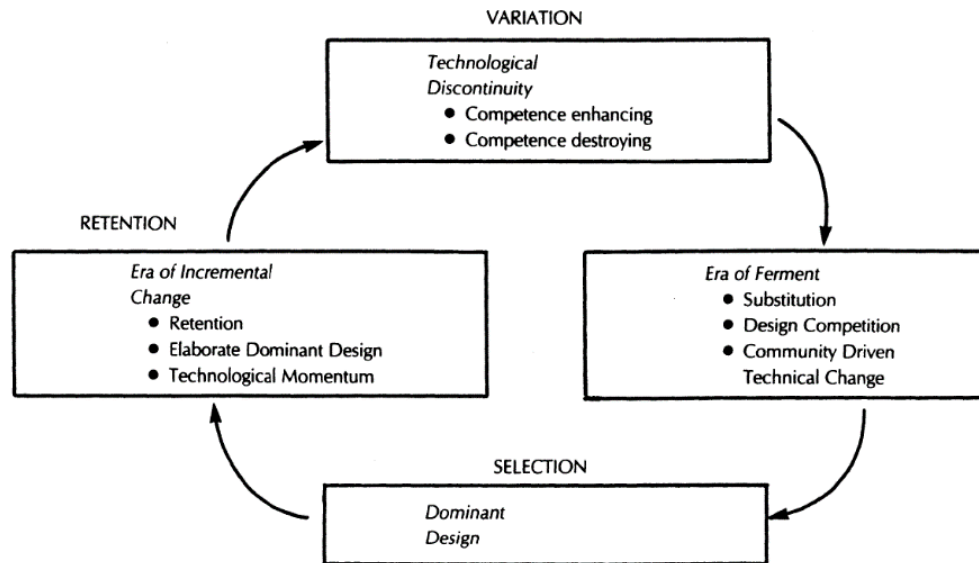 VARIATION
Technological
Discontinuity
● Competence enhancing
● Competence destroying
RETENTION
Era of Incremental
Change
● Retention
● Elaborate Dominant Design
● Technological Momentum
Era of Ferment
● Substitution
● Design Competition
● Community Driven
Technical Change
SELECTION
Dominant
Design